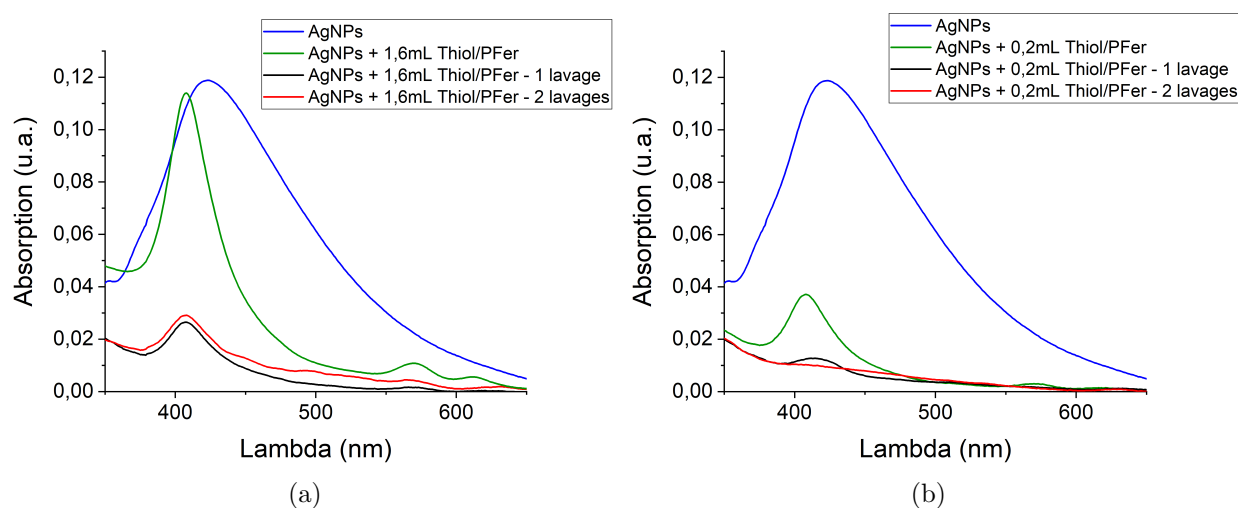 AgNPs
AgNPs + 1,6mL Thiol/PFer
AgNPs + 1,6mL Thiol/PFer - 1 lavage
AgNPs + 1,6mL Thiol/PFer - 2 lavages
0,12
0,10
0,08
0,06
0,04
0,02
0,00
Absorption (u.a.)
400
500
600
Lambda (nm)
(a)
AgNPs
AgNPs + 0,2mL Thiol/PFer
AgNPs + 0,2mL Thiol/PFer - 1 lavage
AgNPs + 0,2mL Thiol/PFer - 2 lavages
0,12
0,10
0,08
0,06
0,04
0,02
0,00
Absorption (u.a.)
400
500
600
Lambda (nm)
(b)